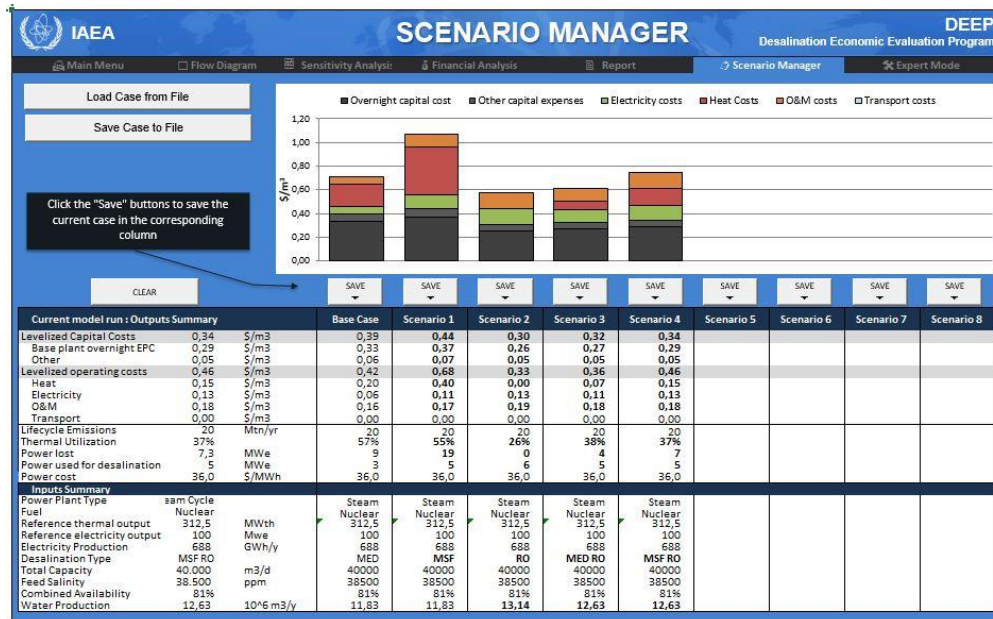 IAEA
SCENARIO MANAGER
DEEP
Desalination Economic Evaluation Program
Main Menu Flow Diagram Sensitivity Analysis Financial Analysis Report Scenario Manager Expert Mode
Load Case from File
Save Case to File
Click the "Save" buttons to save the
current case in the corresponding
column
Overnight capital cost Other capital expenses Electricity costs Heat Costs O&M costs Transport costs
$/m³
1,20
1,00
0,80
0,60
0,40
0,20
0,00
CLEAR SAVE SAVE SAVE SAVE SAVE SAVE SAVE SAVE SAVE
Current model run : Outputs Summary Base Case Scenario 1 Scenario 2 Scenario 3 Scenario 4 Scenario 5 Scenario 6 Scenario 7 Scenario 8
Levelized Capital Costs 0,34 $/m3 0,39 0,44 0,30 0,32 0,34
Base plant overnight EPC 0,29 $/m3 0,33 0,37 0,26 0,27 0,29
Other 0,05 $/m3 0,06 0,07 0,05 0,05 0,05
Levelized operating costs 0,46 $/m3 0,42 0,68 0,33 0,36 0,46
Heat 0,15 $/m3 0,20 0,40 0,00 0,07 0,15
Electricity 0,13 $/m3 0,06 0,11 0,13 0,11 0,13
O&M 0,18 $/m3 0,16 0,17 0,19 0,18 0,18
Transport 0,00 $/m3 0,00 0,00 0,00 0,00 0,00
Lifecycle Emissions 20 Mtn/yr 20 20 20 20 20
Thermal Utilization 37% 57% 55% 26% 38% 37%
Power lost 7,3 MWe 9 19 0 4 7
Power used for desalination 5 MWe 3 5 6 5 5
Power cost 36,0 $/MWh 36,0 36,0 36,0 36,0 36,0
Inputs Summary
Power Plant Type eam Cycle Steam Steam Steam Steam Steam
Fuel Nuclear Nuclear Nuclear Nuclear Nuclear Nuclear
Reference thermal output 312,5 MWth 312,5 312,5 312,5 312,5 312,5
Reference electricity output 100 Mwe 100 100 100 100 100
Electricity Production 688 GWh/y 688 688 688 688 688
Desalination Type MSF RO MED MSF RO MED RO MSF RO
Total Capacity 40.000 m3/d 40000 40000 40000 40000 40000
Feed Salinity 38.500 ppm 38500 38500 38500 38500 38500
Combined Availability 81% 81% 81% 81% 81% 81%
Water Production 12,63 10^6 m3/y 11,83 11,83 13,14 12,63 12,63